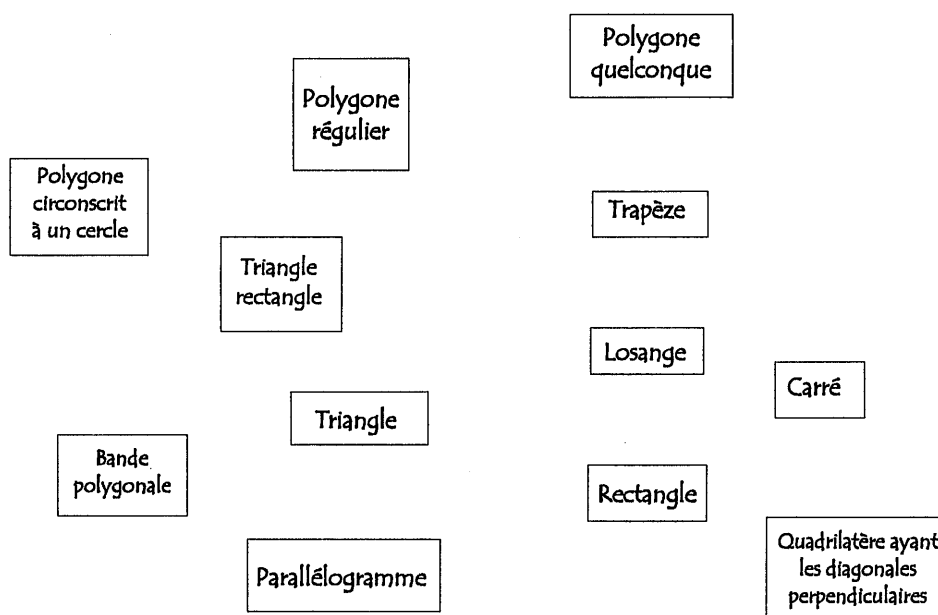 Polygone
quelconque
Polygone
régulier
Polygone
circonscrit
à un cercle
Trapèze
Triangle
rectangle
Losange
Carré
Triangle
Bande
polygonale
Rectangle
Quadrilatère ayant
les diagonales
perpendiculaires
Parallélogramme